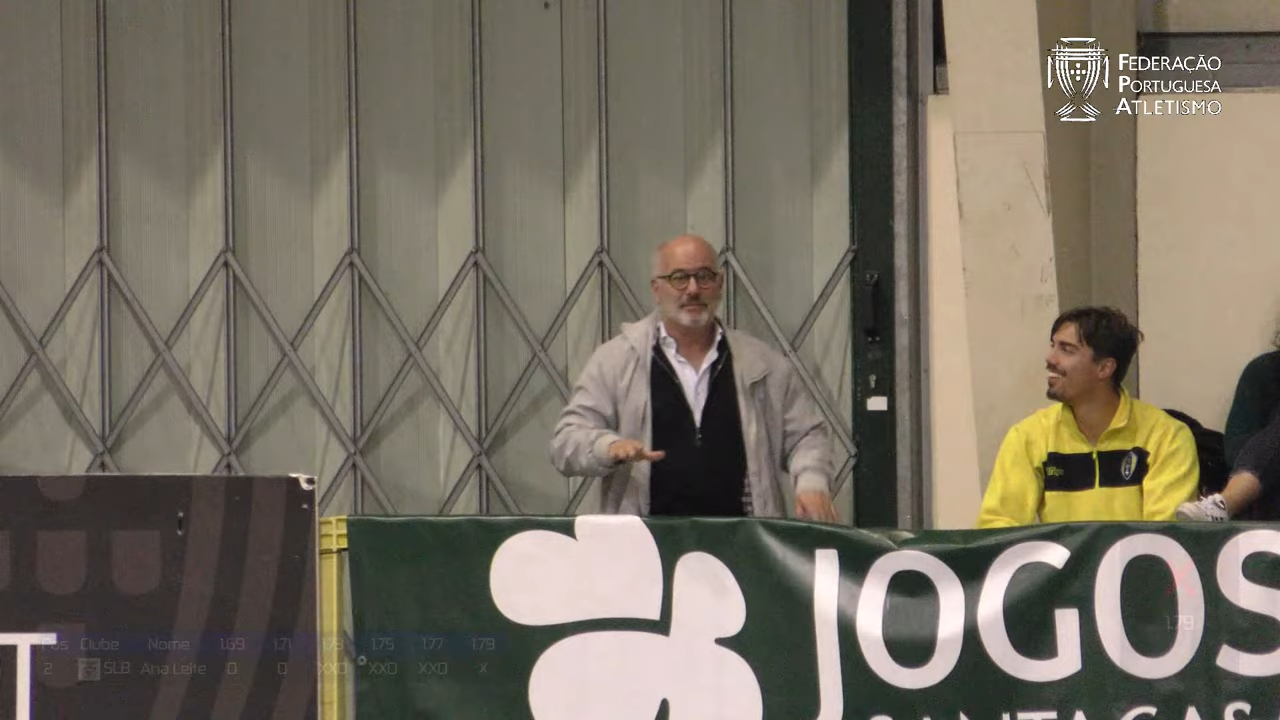 FEDERAÇÃO
PORTUGUESA
ATLETISMO
JOGOS
SANTACASA
Pos Clube Nome 1.69 1.71 1.73 1.75 1.77 1.79
2 SLB Ana Leite O O XXO XXO XXO X
1.79
T